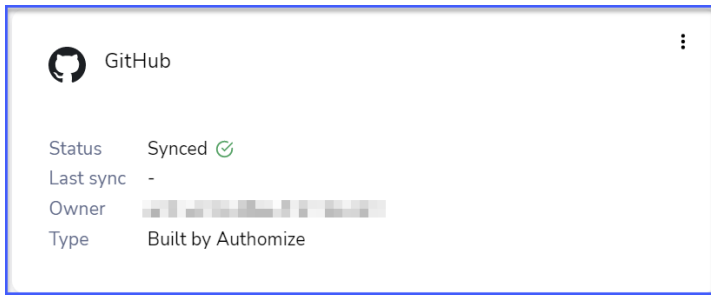 GitHub
Status Synced
Last sync -
Owner
Type Built by Authomize